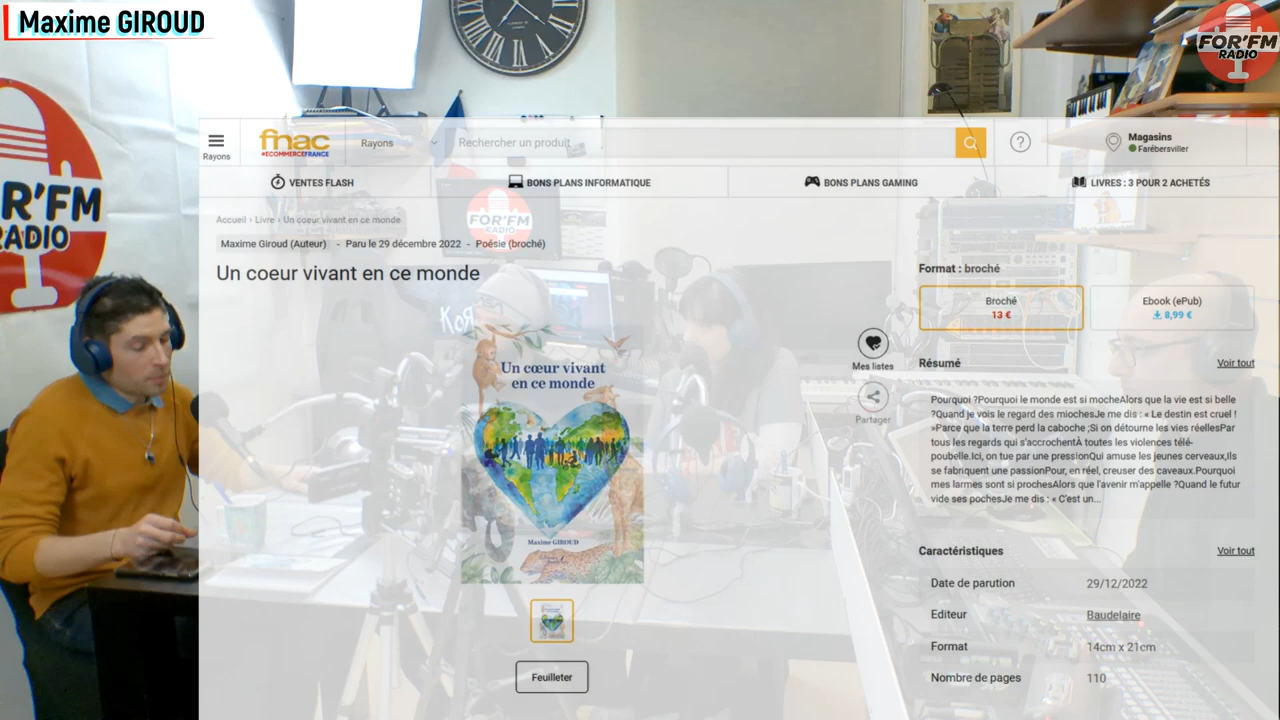 Maxime GIROUD
FOR'FM
RADIO
R'FM
RADIO
Rayons
fnac
#ECOMMERCEFRANCE
Rayons
Rechercher un produit
Magasins
Farébersviller
VENTES FLASH
BONS PLANS INFORMATIQUE
BONS PLANS GAMING
LIVRES : 3 POUR 2 ACHETÉS
FOR'FM
RADIO
Accueil › Livre › Un coeur vivant en ce monde
Maxime Giroud (Auteur) - Paru le 29 décembre 2022 - Poésie (broché)
Un coeur vivant en ce monde
Un cœur vivant
en ce monde
Maxime GIROUD
Feuilleter
Mes listes
Partager
Format : broché
Broché
13 €
Ebook (ePub)
8,99 €
Résumé
Voir tout
Pourquoi ?Pourquoi le monde est si mocheAlors que la vie est si belle
?Quand je vois le regard des miochesJe me dis : « Le destin est cruel !
»Parce que la terre perd la caboche ;Si on détourne les vies réellesPar
tous les regards qui s'accrochentÀ toutes les violences télé-
poubelle.Ici, on tue par une pressionQui amuse les jeunes cerveaux,Ils
se fabriquent une passionPour, en réel, creuser des caveaux.Pourquoi
mes larmes sont si prochesAlors que l'avenir m'appelle ?Quand le futur
vide ses pochesJe me dis : « C'est un...
Caractéristiques
Voir tout
Date de parution 29/12/2022
Editeur Baudelaire
Format 14cm x 21cm
Nombre de pages 110